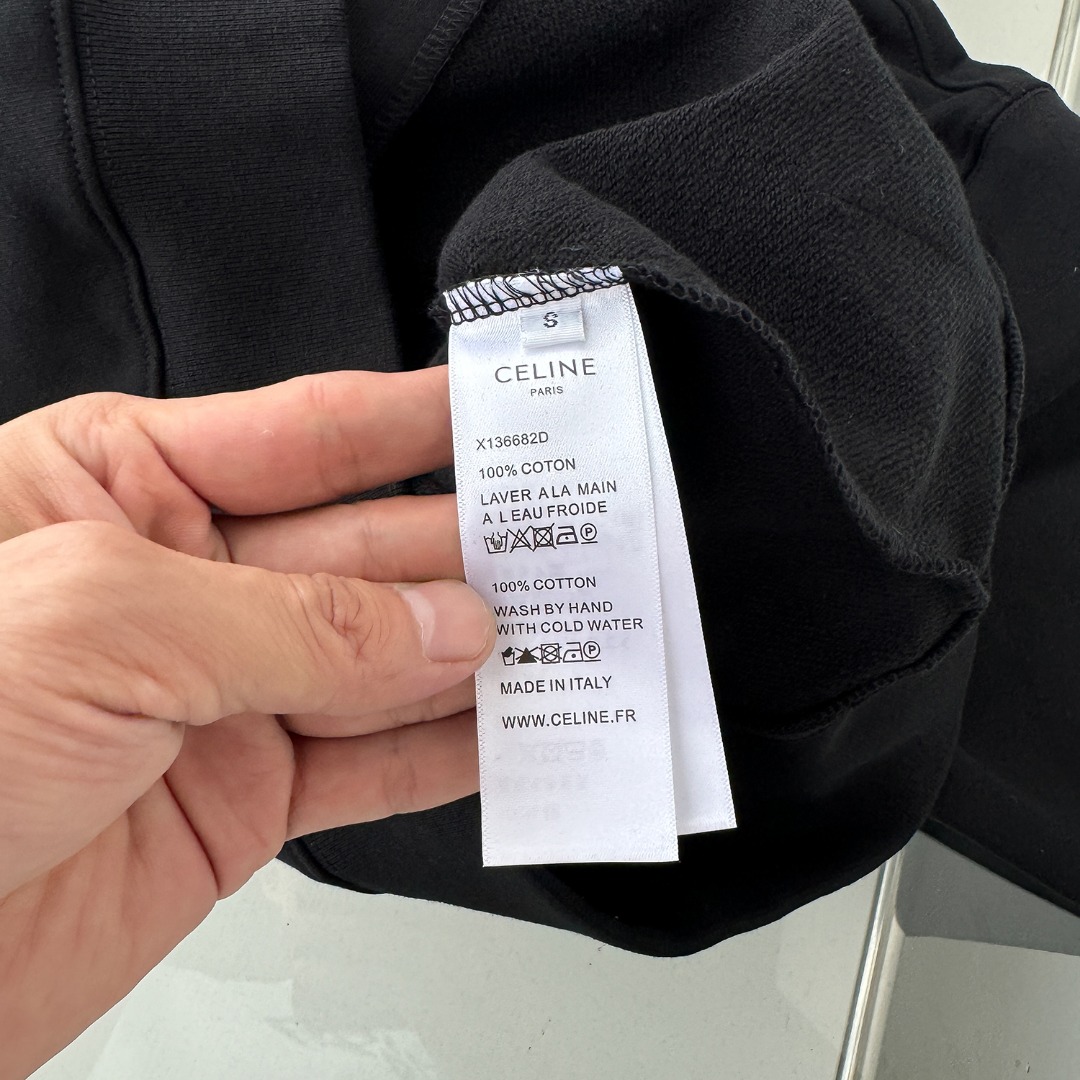 S
CELINE
PARIS
X136682D
100% COTON
LAVER A LA MAIN
A L EAU FROIDE
P
100% COTTON
WASH BY HAND
WITH COLD WATER
P
MADE IN ITALY
WWW.CELINE.FR